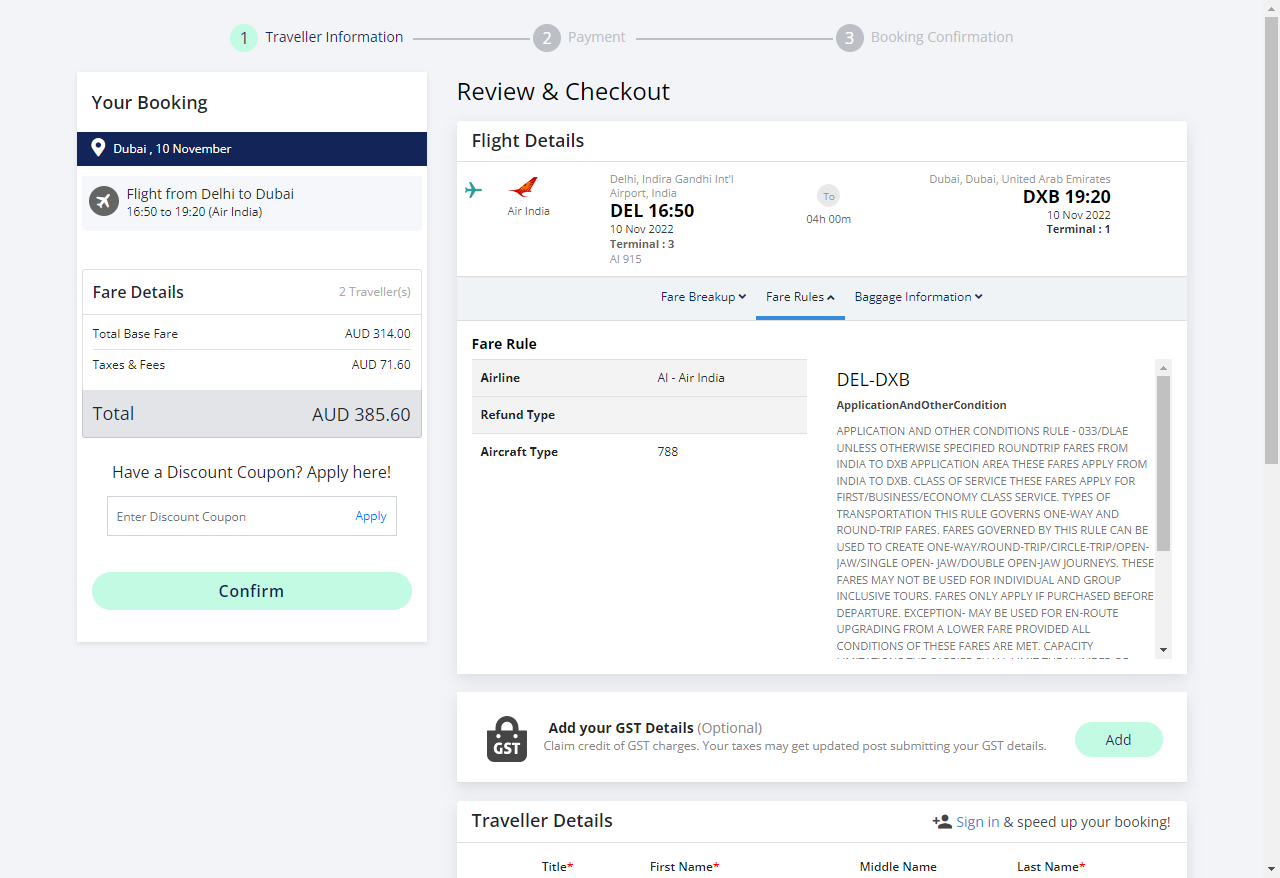 1 Traveller Information
2 Payment
3 Booking Confirmation
Your Booking
Dubai , 10 November
Flight from Delhi to Dubai
16:50 to 19:20 (Air India)
Fare Details 2 Traveller(s)
Total Base Fare AUD 314.00
Taxes & Fees AUD 71.60
Total AUD 385.60
Have a Discount Coupon? Apply here!
Enter Discount Coupon Apply
Confirm
Review & Checkout
Flight Details
Air India
Delhi, Indira Gandhi Int'l
Airport, India
DEL 16:50
10 Nov 2022
Terminal : 3
AI 915
To
04h 00m
Dubai, Dubai, United Arab Emirates
DXB 19:20
10 Nov 2022
Terminal : 1
Fare Breakup Fare Rules Baggage Information
Fare Rule
Airline AI - Air India
Refund Type
Aircraft Type 788
DEL-DXB
ApplicationAndOtherCondition
APPLICATION AND OTHER CONDITIONS RULE - 033/DLAE
UNLESS OTHERWISE SPECIFIED ROUNDTRIP FARES FROM
INDIA TO DXB APPLICATION AREA THESE FARES APPLY FROM
INDIA TO DXB. CLASS OF SERVICE THESE FARES APPLY FOR
FIRST/BUSINESS/ECONOMY CLASS SERVICE. TYPES OF
TRANSPORTATION THIS RULE GOVERNS ONE-WAY AND
ROUND-TRIP FARES. FARES GOVERNED BY THIS RULE CAN BE
USED TO CREATE ONE-WAY/ROUND-TRIP/CIRCLE-TRIP/OPEN-
JAW/SINGLE OPEN- JAW/DOUBLE OPEN-JAW JOURNEYS. THESE
FARES MAY NOT BE USED FOR INDIVIDUAL AND GROUP
INCLUSIVE TOURS. FARES ONLY APPLY IF PURCHASED BEFORE
DEPARTURE. EXCEPTION- MAY BE USED FOR EN-ROUTE
UPGRADING FROM A LOWER FARE PROVIDED ALL
CONDITIONS OF THESE FARES ARE MET. CAPACITY
GST
Add your GST Details (Optional)
Claim credit of GST charges. Your taxes may get updated post submitting your GST details.
Add
Traveller Details
Sign in & speed up your booking!
Title* First Name* Middle Name Last Name*